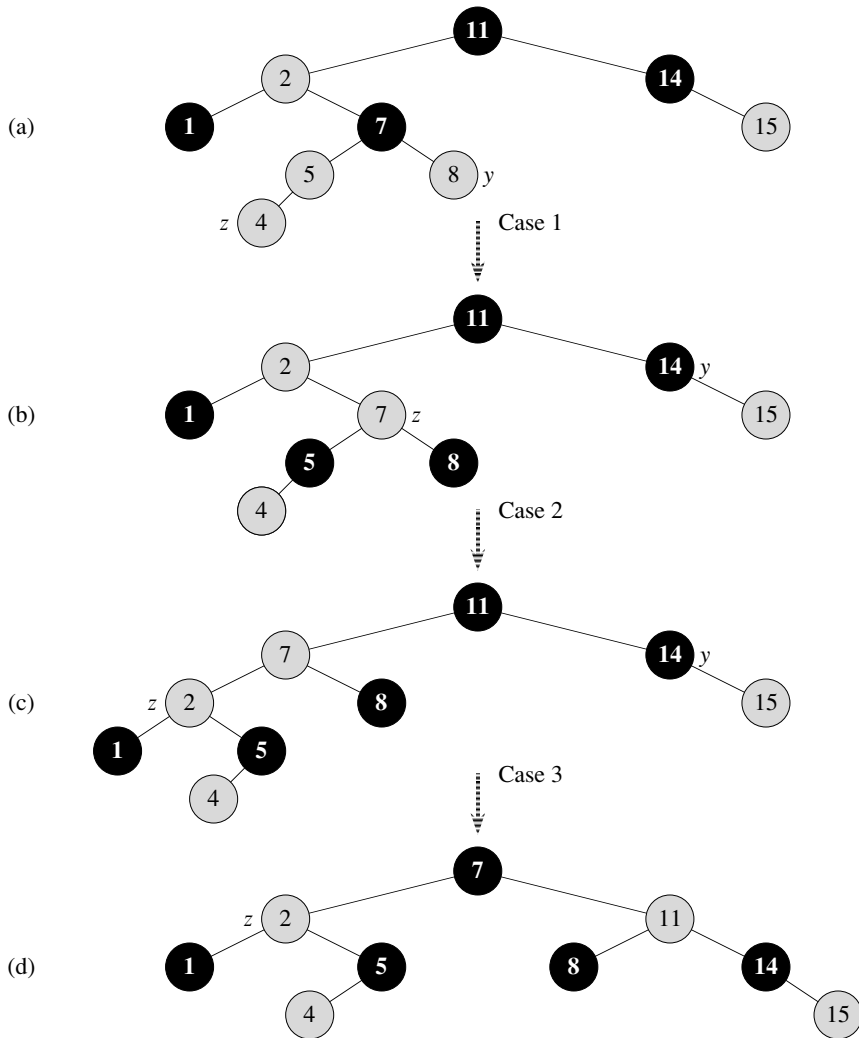 11
2 14
(a) 1 7 15
5 8 y
z 4 Case 1
11
2 14 y
(b) 1 7 z 15
5 8
4 Case 2
11
7 14 y
(c) z 2 8 15
1 5
4 Case 3
7
z 2 11
(d) 1 5 8 14
4 15